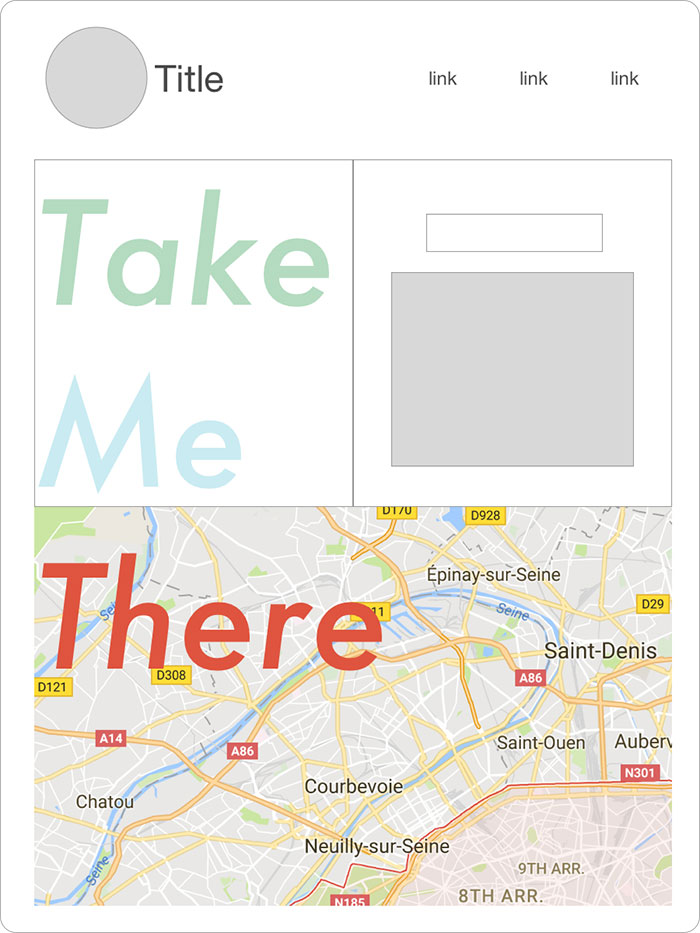 Title
link link link
Take
Me
D170
D928
Épinay-sur-Seine
Seine
D29
There
Saint-Denis
D308
A86
D121
A14
A86
Saint-Ouen
N301
Courbevoie
Chatou
Neuilly-sur-Seine
Seine
9TH ARR.
8TH ARR.
N185